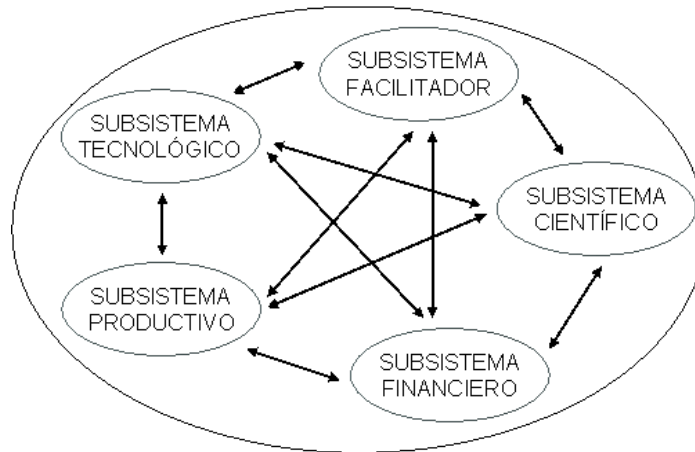 SUBSISTEMA
FACILITADOR
SUBSISTEMA
TECNOLÓGICO
SUBSISTEMA
CIENTÍFICO
SUBSISTEMA
PRODUCTIVO
SUBSISTEMA
FINANCIERO